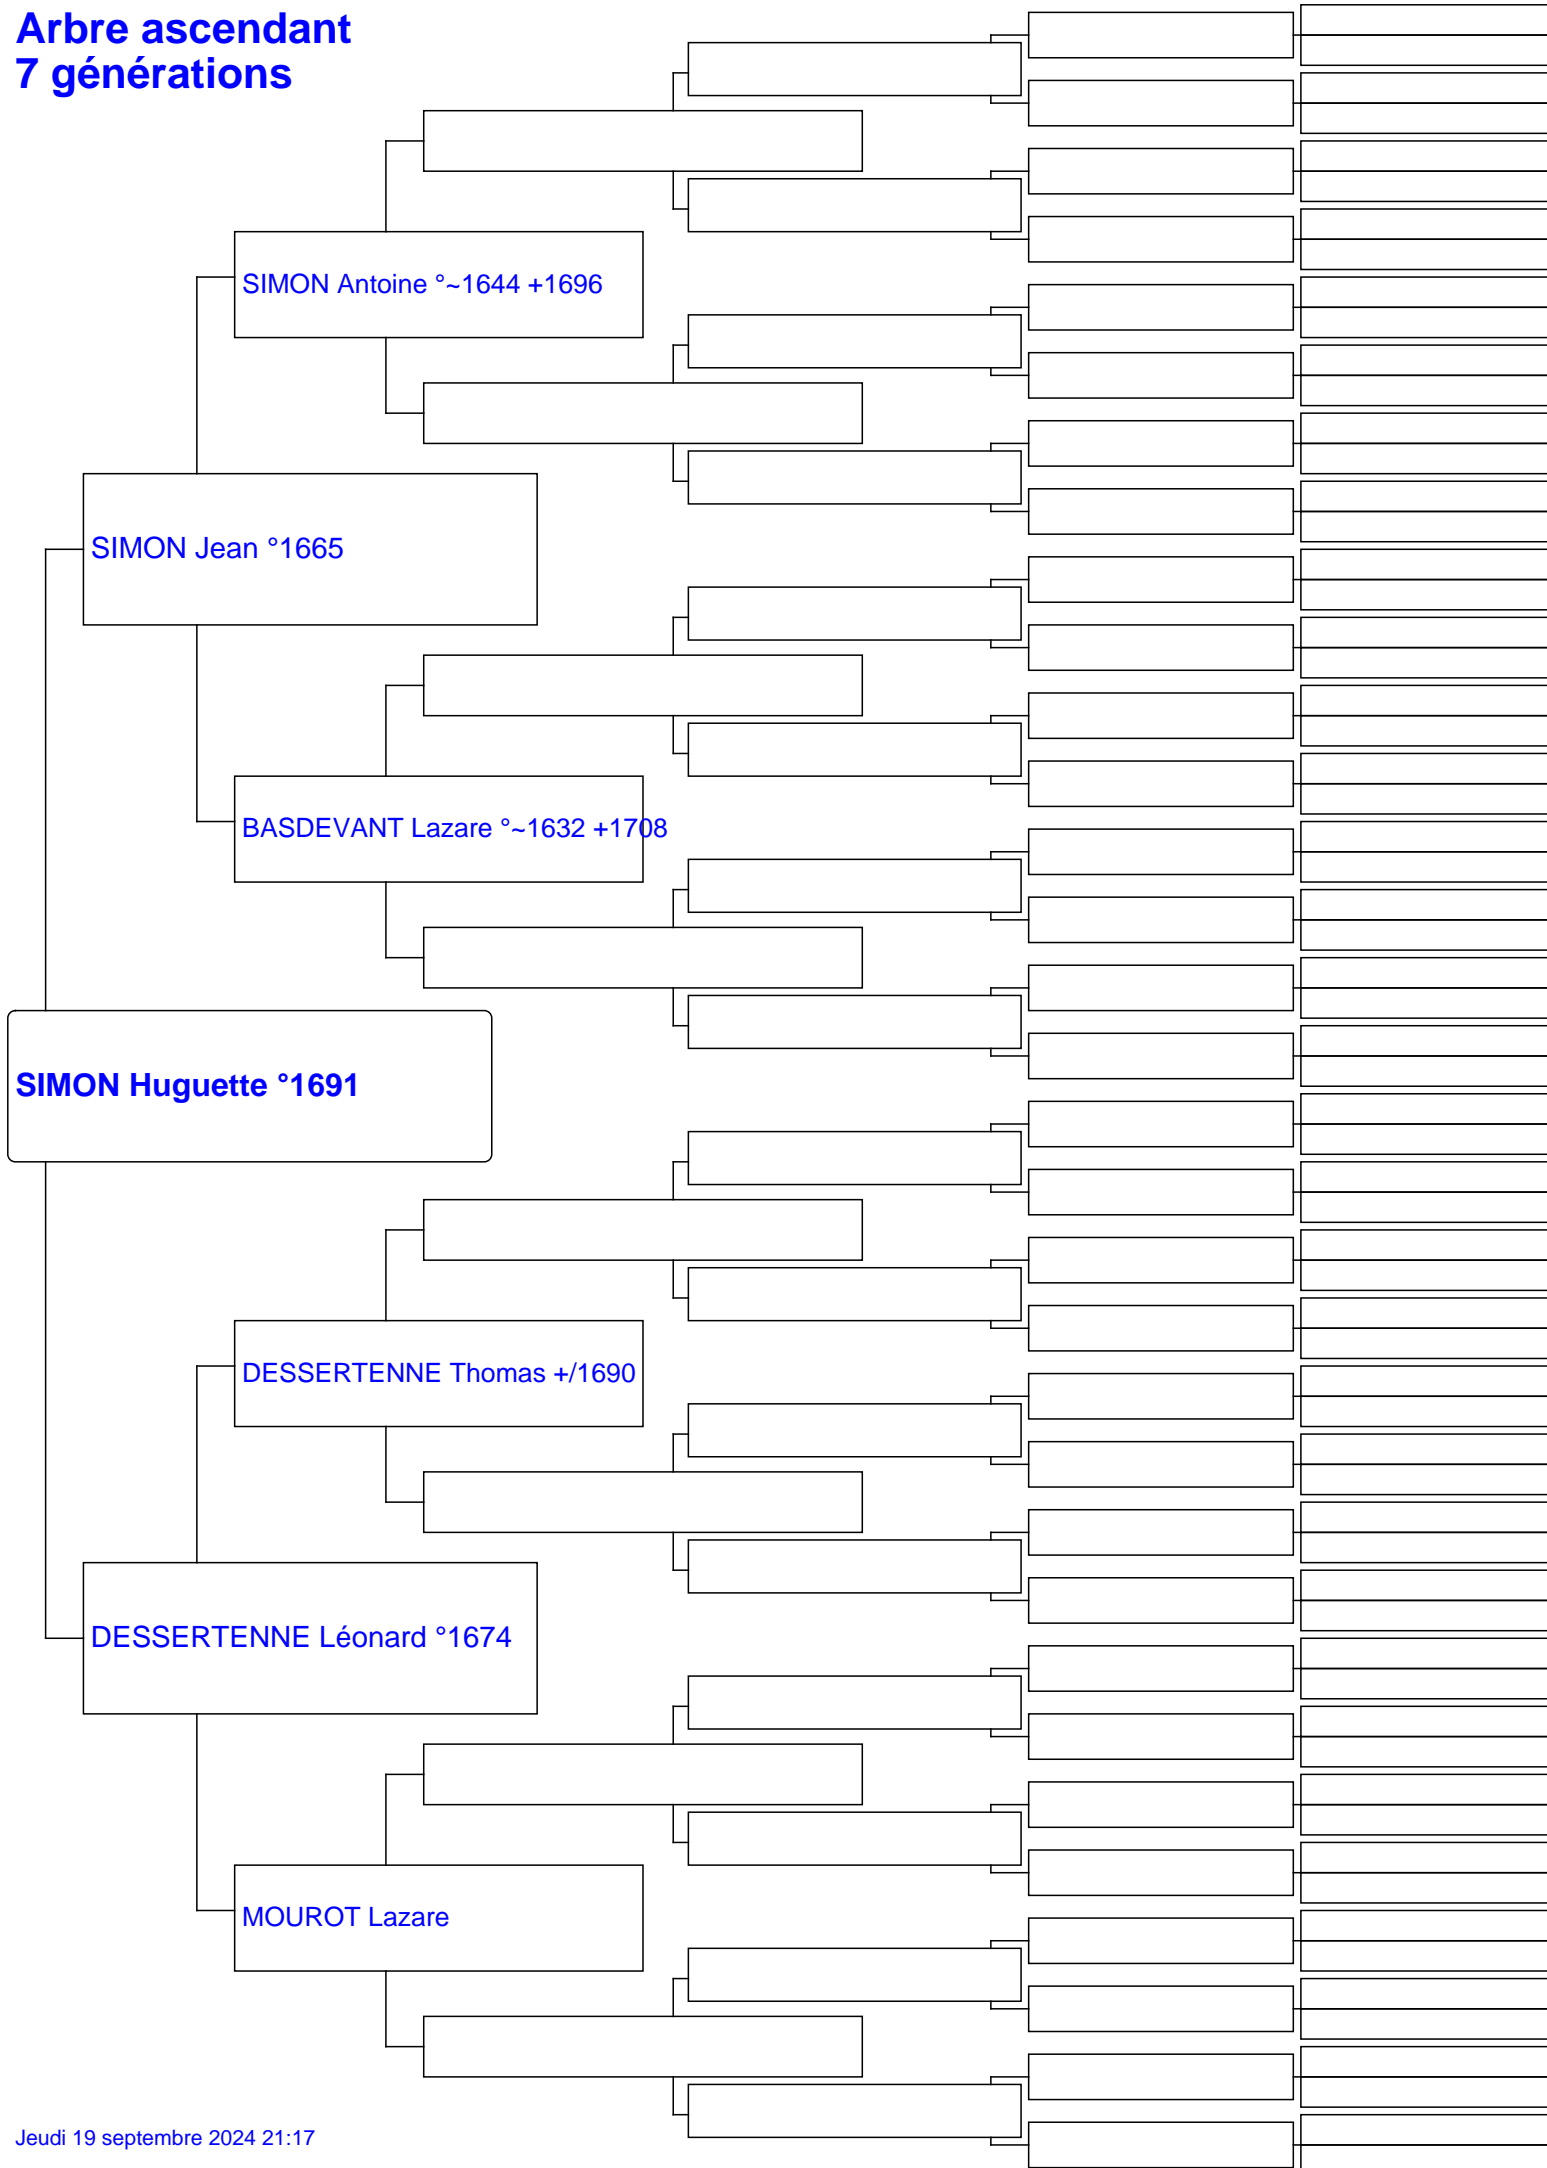 Arbre ascendant
7 générations
SIMON Antoine °~1644 +1696
SIMON Jean °1665
BASDEVANT Lazare °~1632 +1708
SIMON Huguette °1691
DESSERTENNE Thomas +/1690
DESSERTENNE Léonard °1674
MOUROT Lazare
Jeudi 19 septembre 2024 21:17